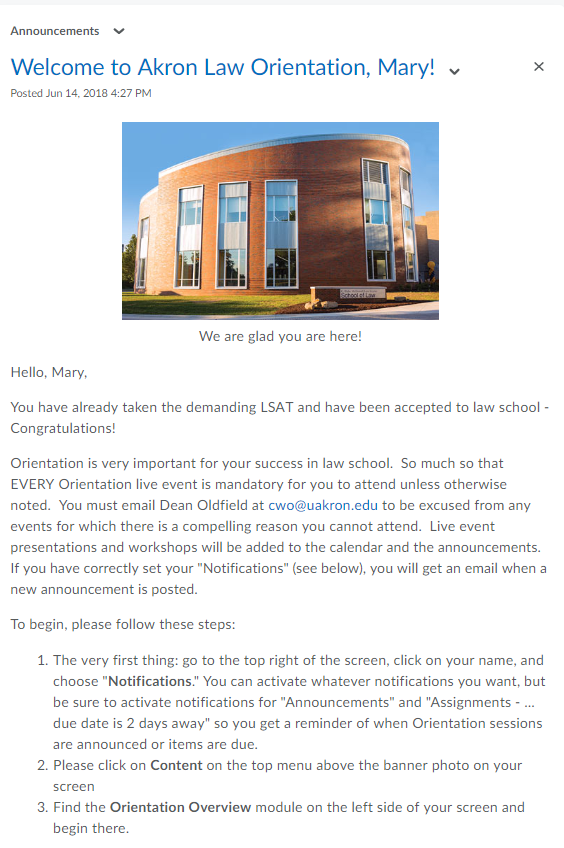 Announcements
Welcome to Akron Law Orientation, Mary!
Posted Jun 14, 2018 4:27 PM
School of Law
We are glad you are here!
Hello, Mary,
You have already taken the demanding LSAT and have been accepted to law school -
Congratulations!
Orientation is very important for your success in law school.  So much so that
EVERY Orientation live event is mandatory for you to attend unless otherwise
noted.  You must email Dean Oldfield at cwo@uakron.edu to be excused from any
events for which there is a compelling reason you cannot attend.  Live event
presentations and workshops will be added to the calendar and the announcements.
If you have correctly set your "Notifications" (see below), you will get an email when a
new announcement is posted.
To begin, please follow these steps:
1. The very first thing: go to the top right of the screen, click on your name, and
choose "Notifications." You can activate whatever notifications you want, but
be sure to activate notifications for "Announcements" and "Assignments - ...
due date is 2 days away" so you get a reminder of when Orientation sessions
are announced or items are due.
2. Please click on Content on the top menu above the banner photo on your
screen
3. Find the Orientation Overview module on the left side of your screen and
begin there.